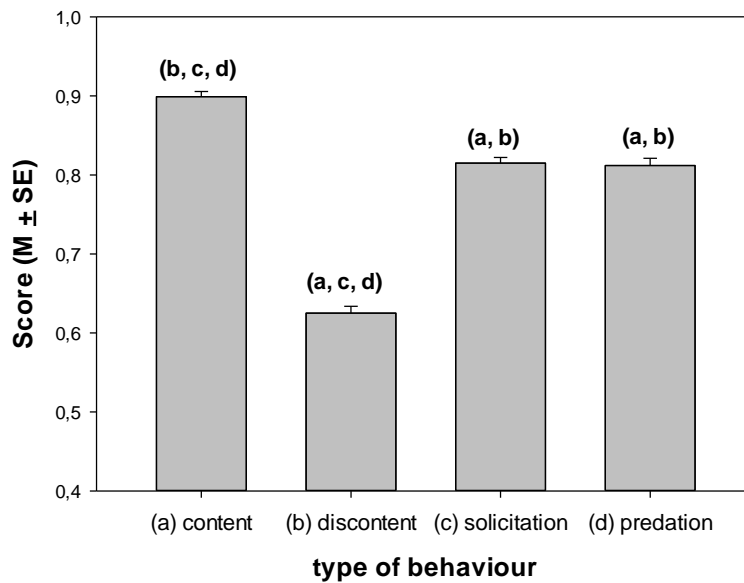 1,0
(b, c, d)
0,9
(a, b) (a, b)
0,8
Score (M ± SE)
0,7
(a, c, d)
0,6
0,5
0,4
(a) content (b) discontent (c) solicitation (d) predation
type of behaviour